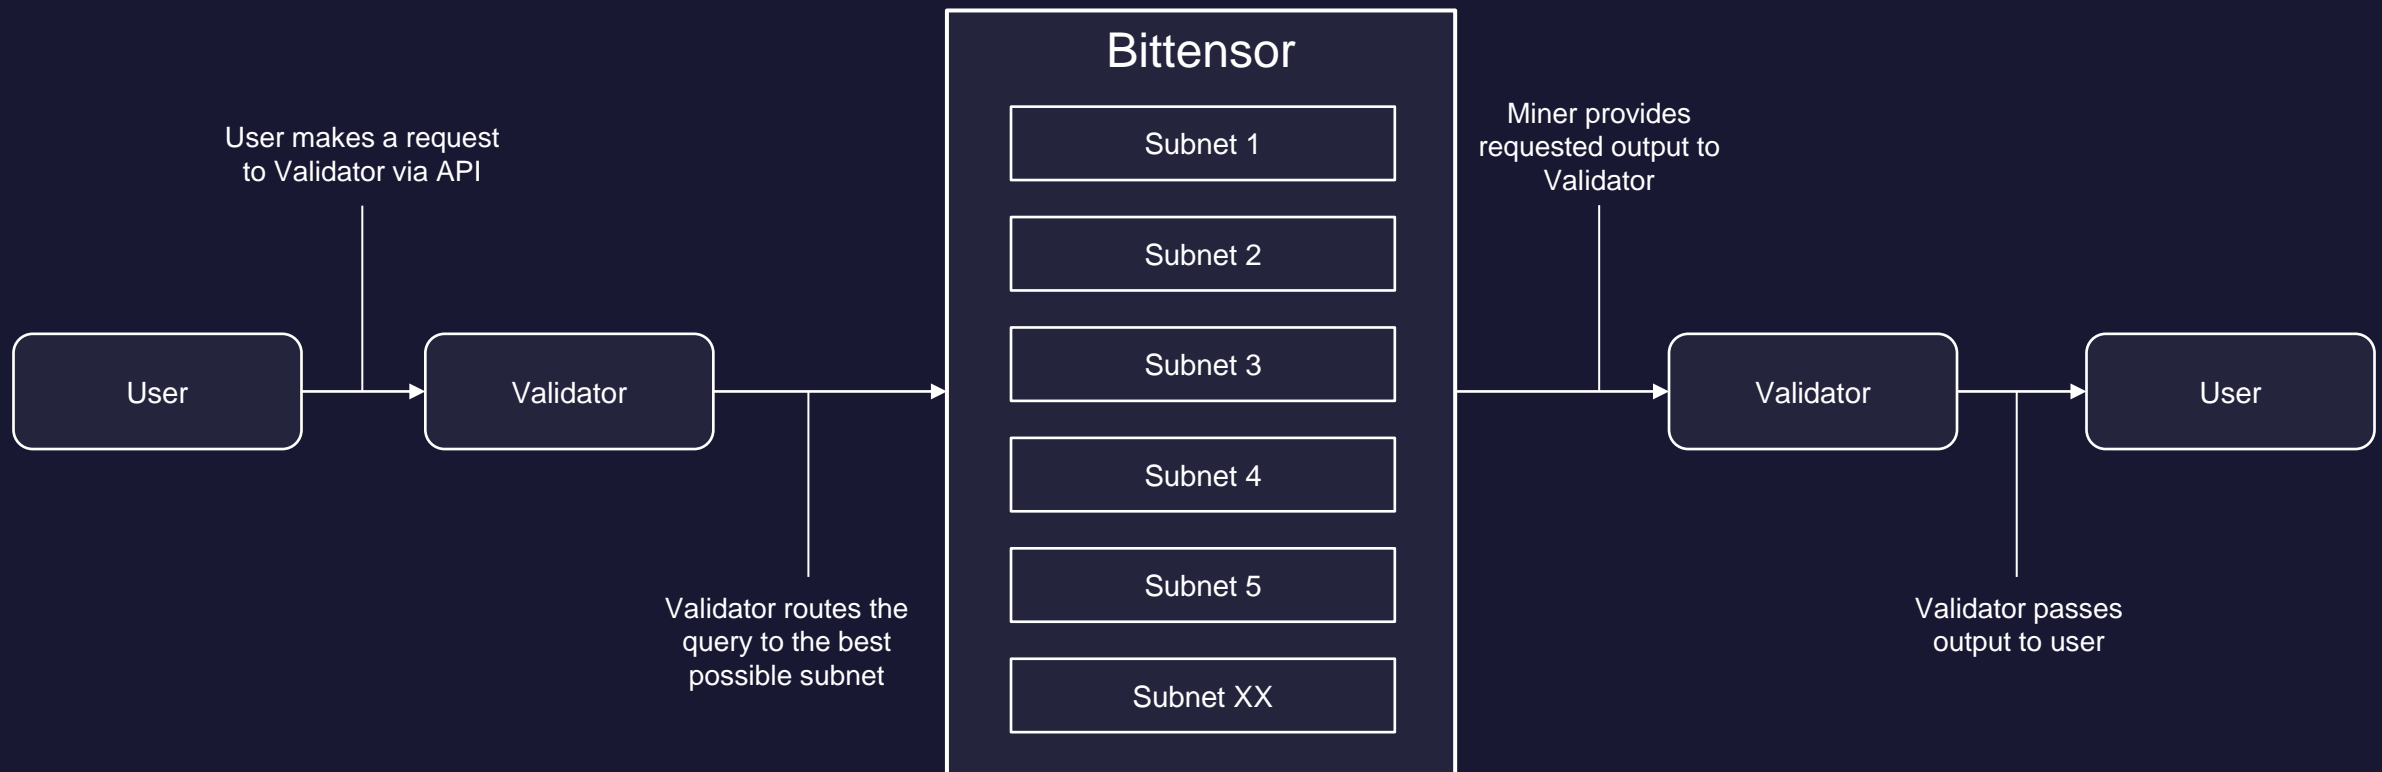 Bittensor
User makes a request
to Validator via API
Miner provides
requested output to
Validator
Subnet 1
Subnet 2
Subnet 3
Subnet 4
Subnet 5
Subnet XX
User
Validator
Validator
User
Validator routes the
query to the best
possible subnet
Validator passes
output to user